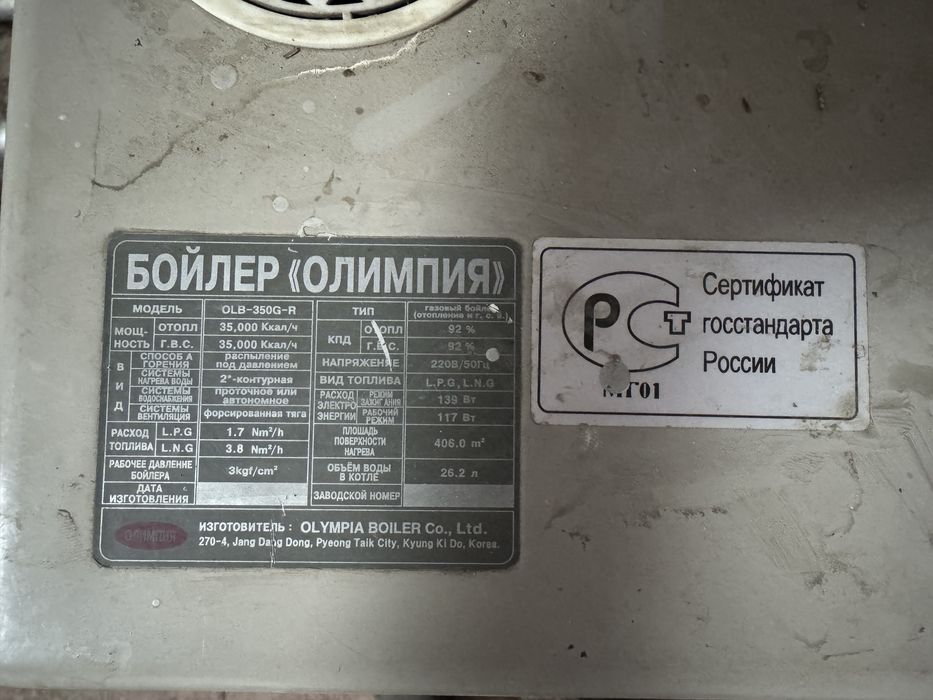 БОЙЛЕР «ОЛИМПИЯ»
МОДЕЛЬ OLB-350G-R
МОЩ-НОСТЬ ОТОПЛ 35,000 Ккал/ч
Г.В.С. 35,000 Ккал/ч
ВИД СПОСОБ А ГОРЕНИЯ распыление под давлением
СИСТЕМЫ НАГРЕВА ВОДЫ 2*-контурная
СИСТЕМЫ ВОДОСНАБЖЕНИЯ проточное или автономное
СИСТЕМЫ ВЕНТИЛЯЦИЯ форсированная тяга
РАСХОД ТОПЛИВА L.P.G 1.7 Nm³/h
L.N.G 3.8 Nm³/h
РАБОЧЕЕ ДАВЛЕНИЕ БОЙЛЕРА 3kgf/cm²
ДАТА ИЗГОТОВЛЕНИЯ
ТИП газовый бойлер (отопление и г. о. в.)
КПД ОТОПЛ 92 %
Г.В.С. 92 %
НАПРЯЖЕНИЕ 220В/50Гц
ВИД ТОПЛИВА L.P.G, L.N.G
РАСХОД ЭЛЕКТРО ЭНЕРГИИ РЕЖИМ ЗАЖИГАНИЯ 139 Вт
РАБОЧИЙ РЕЖИМ 117 Вт
ПЛОЩАДЬ ПОВЕРХНОСТИ НАГРЕВА 406.0 м²
ОБЪЁМ ВОДЫ В КОТЛЕ 26.2 л
ЗАВОДСКОЙ НОМЕР
ОЛИМПИЯ
ИЗГОТОВИТЕЛЬ : OLYMPIA BOILER Co., Ltd.
270-4, Jang Dang Dong, Pyeong Taik City, Kyung Ki Do, Korea.
РСТ
МГ01
Сертификат
госстандарта
России